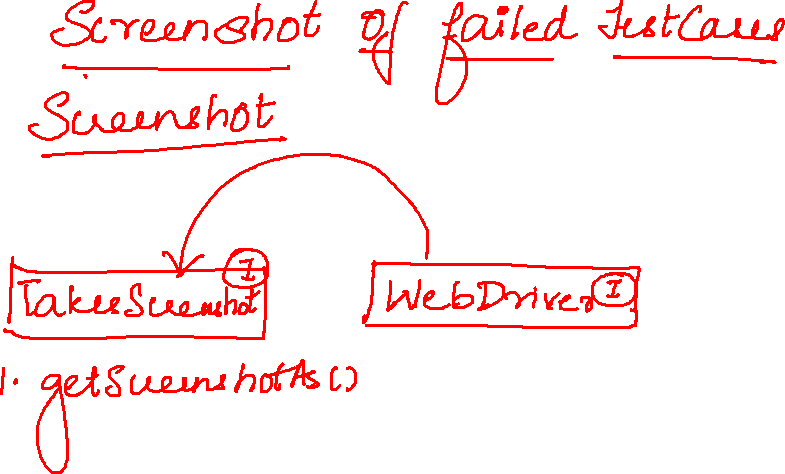 Screenshot of failed TestCases
Screenshot
TakesScreenshot I
WebDriver I
1. getScreenshotAs()